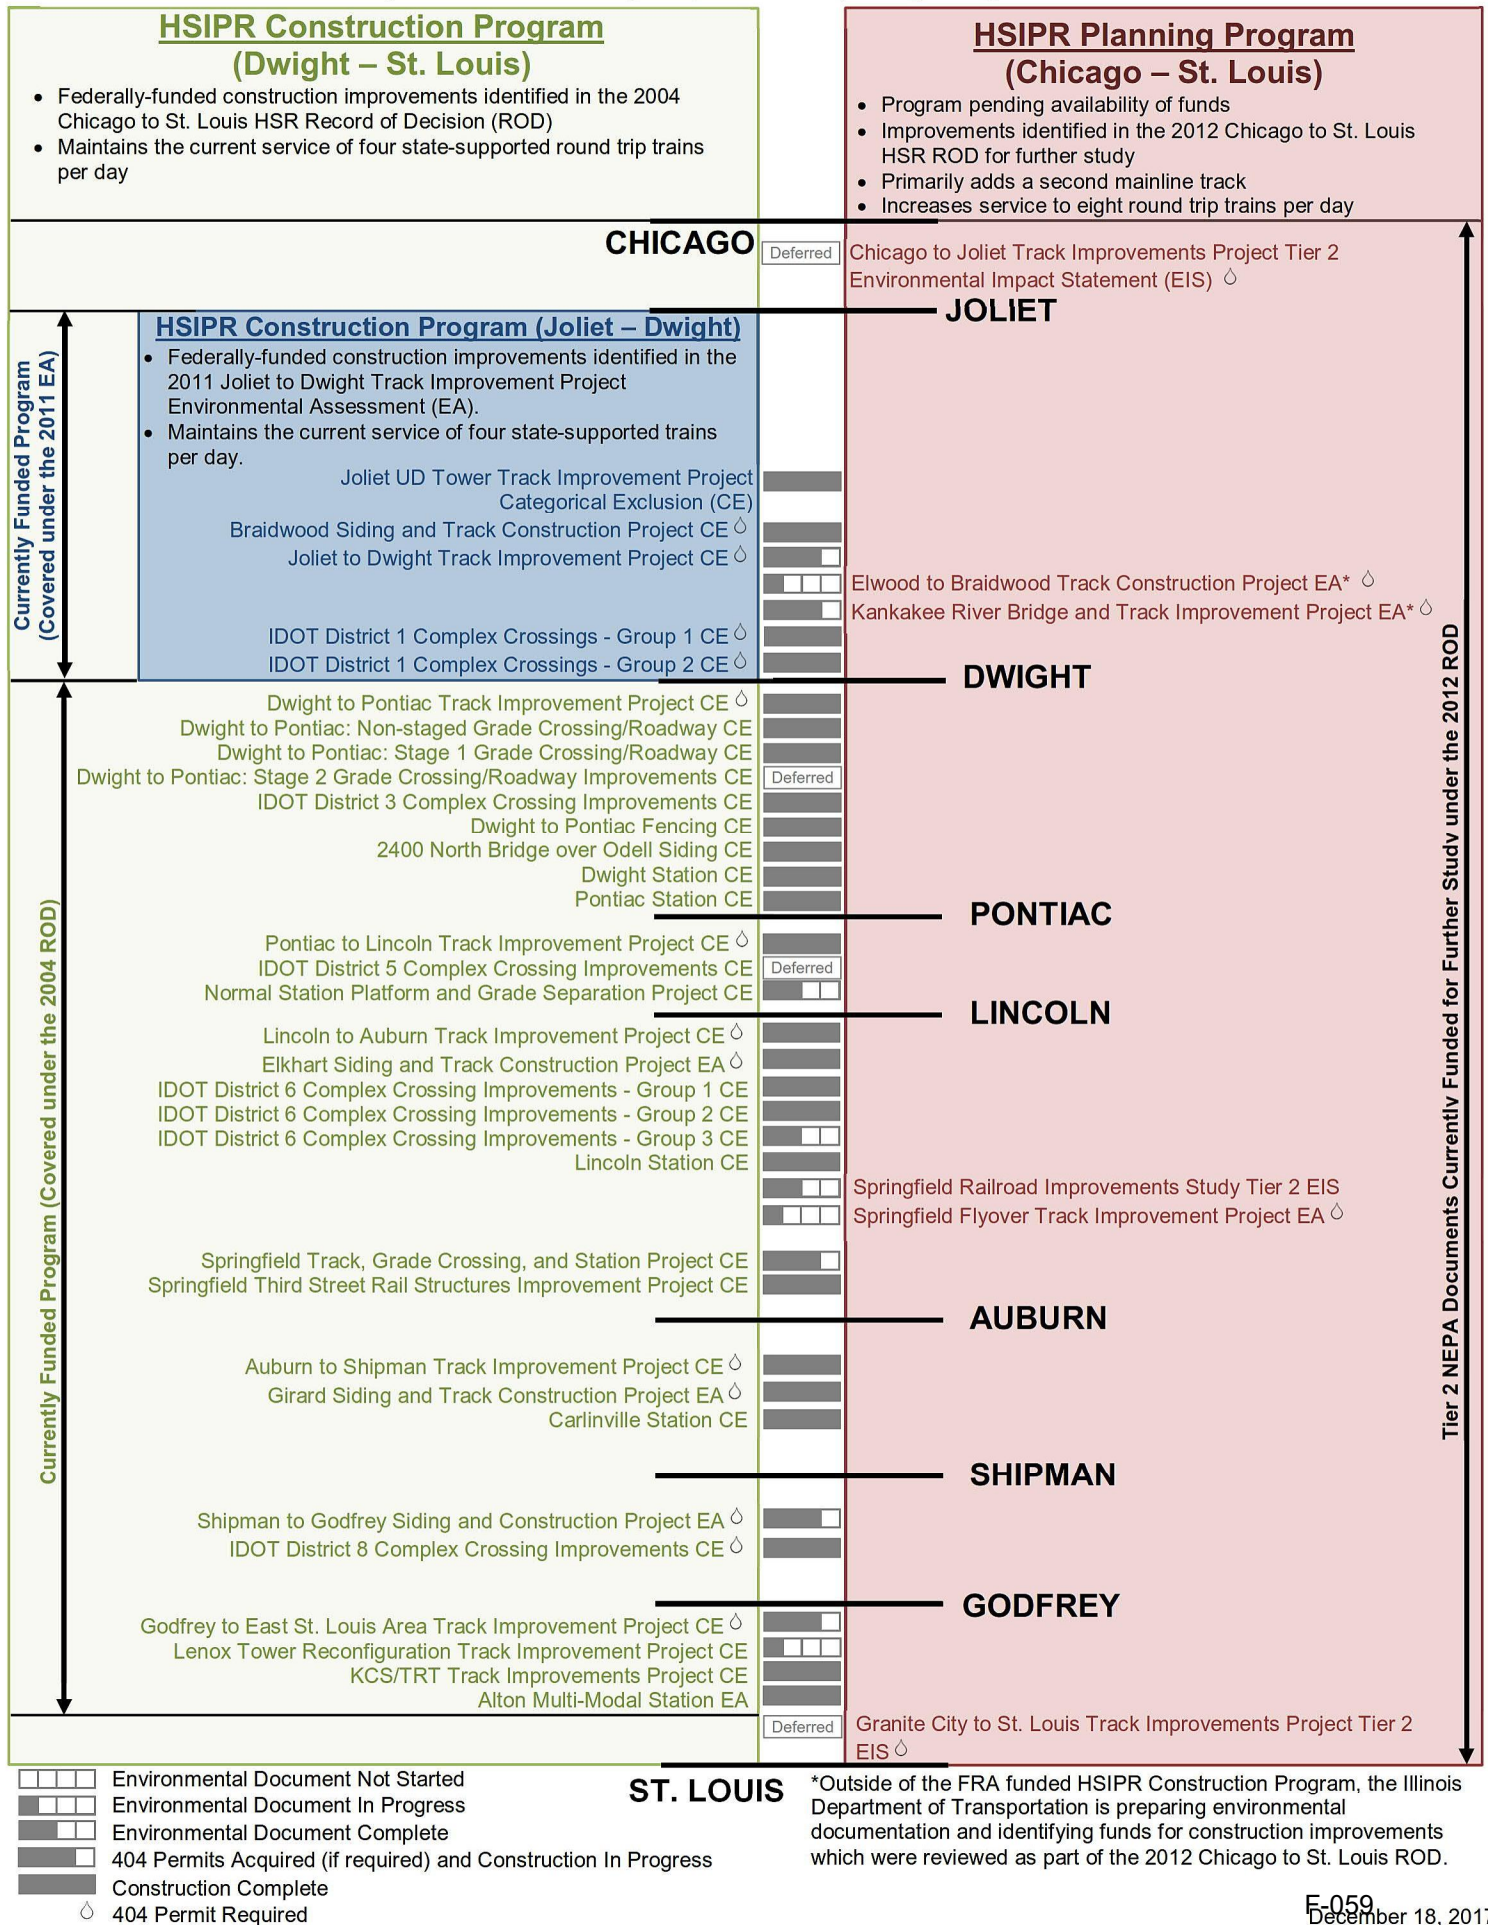 HSIPR Construction Program
(Dwight – St. Louis)
• Federally-funded construction improvements identified in the 2004
Chicago to St. Louis HSR Record of Decision (ROD)
• Maintains the current service of four state-supported round trip trains
per day
HSIPR Planning Program
(Chicago – St. Louis)
• Program pending availability of funds
• Improvements identified in the 2012 Chicago to St. Louis
HSR ROD for further study
• Primarily adds a second mainline track
• Increases service to eight round trip trains per day
CHICAGO
Deferred
Chicago to Joliet Track Improvements Project Tier 2
Environmental Impact Statement (EIS)
JOLIET
Currently Funded Program
(Covered under the 2011 EA)
HSIPR Construction Program (Joliet – Dwight)
• Federally-funded construction improvements identified in the
2011 Joliet to Dwight Track Improvement Project
Environmental Assessment (EA).
• Maintains the current service of four state-supported trains
per day.
Joliet UD Tower Track Improvement Project
Categorical Exclusion (CE)
Braidwood Siding and Track Construction Project CE
Joliet to Dwight Track Improvement Project CE
Elwood to Braidwood Track Construction Project EA*
Kankakee River Bridge and Track Improvement Project EA*
IDOT District 1 Complex Crossings - Group 1 CE
IDOT District 1 Complex Crossings - Group 2 CE
DWIGHT
Tier 2 NEPA Documents Currently Funded for Further Study under the 2012 ROD
Currently Funded Program (Covered under the 2004 ROD)
Dwight to Pontiac Track Improvement Project CE
Dwight to Pontiac: Non-staged Grade Crossing/Roadway CE
Dwight to Pontiac: Stage 1 Grade Crossing/Roadway CE
Dwight to Pontiac: Stage 2 Grade Crossing/Roadway Improvements CE
Deferred
IDOT District 3 Complex Crossing Improvements CE
Dwight to Pontiac Fencing CE
2400 North Bridge over Odell Siding CE
Dwight Station CE
Pontiac Station CE
PONTIAC
Pontiac to Lincoln Track Improvement Project CE
IDOT District 5 Complex Crossing Improvements CE
Deferred
Normal Station Platform and Grade Separation Project CE
LINCOLN
Lincoln to Auburn Track Improvement Project CE
Elkhart Siding and Track Construction Project EA
IDOT District 6 Complex Crossing Improvements - Group 1 CE
IDOT District 6 Complex Crossing Improvements - Group 2 CE
IDOT District 6 Complex Crossing Improvements - Group 3 CE
Lincoln Station CE
Springfield Railroad Improvements Study Tier 2 EIS
Springfield Flyover Track Improvement Project EA
Springfield Track, Grade Crossing, and Station Project CE
Springfield Third Street Rail Structures Improvement Project CE
AUBURN
Auburn to Shipman Track Improvement Project CE
Girard Siding and Track Construction Project EA
Carlinville Station CE
SHIPMAN
Shipman to Godfrey Siding and Construction Project EA
IDOT District 8 Complex Crossing Improvements CE
GODFREY
Godfrey to East St. Louis Area Track Improvement Project CE
Lenox Tower Reconfiguration Track Improvement Project CE
KCS/TRT Track Improvements Project CE
Alton Multi-Modal Station EA
Deferred
Granite City to St. Louis Track Improvements Project Tier 2
EIS
ST. LOUIS
Environmental Document Not Started
Environmental Document In Progress
Environmental Document Complete
404 Permits Acquired (if required) and Construction In Progress
Construction Complete
404 Permit Required
*Outside of the FRA funded HSIPR Construction Program, the Illinois
Department of Transportation is preparing environmental
documentation and identifying funds for construction improvements
which were reviewed as part of the 2012 Chicago to St. Louis ROD.
F-059
December 18, 2017